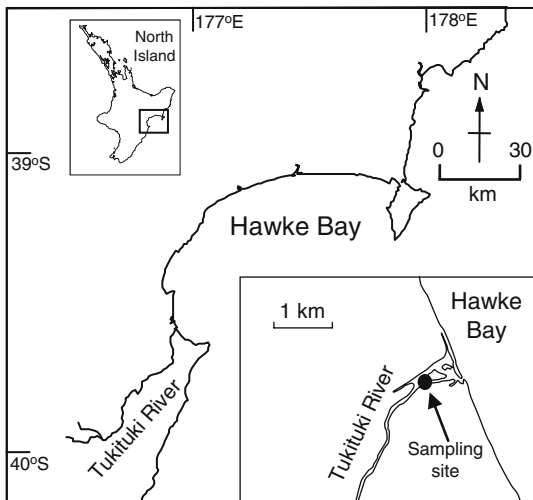 177ºE
178ºE
North
Island
N
39ºS
0
30
km
Hawke Bay
1 km
Hawke
Bay
Tukituki River
Tukituki River
Sampling
site
40ºS